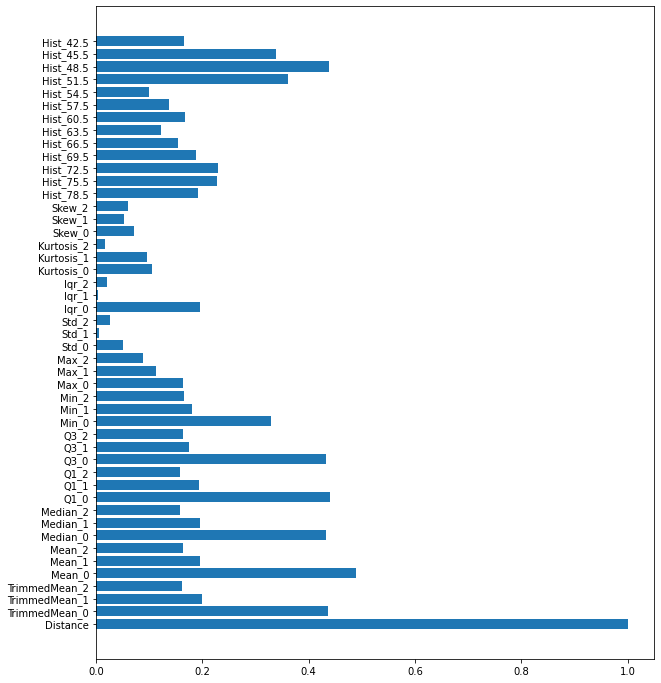 Hist_42.5
Hist_45.5
Hist_48.5
Hist_51.5
Hist_54.5
Hist_57.5
Hist_60.5
Hist_63.5
Hist_66.5
Hist_69.5
Hist_72.5
Hist_75.5
Hist_78.5
Skew_2
Skew_1
Skew_0
Kurtosis_2
Kurtosis_1
Kurtosis_0
Iqr_2
Iqr_1
Iqr_0
Std_2
Std_1
Std_0
Max_2
Max_1
Max_0
Min_2
Min_1
Min_0
Q3_2
Q3_1
Q3_0
Q1_2
Q1_1
Q1_0
Median_2
Median_1
Median_0
Mean_2
Mean_1
Mean_0
TrimmedMean_2
TrimmedMean_1
TrimmedMean_0
Distance
0.0 0.2 0.4 0.6 0.8 1.0